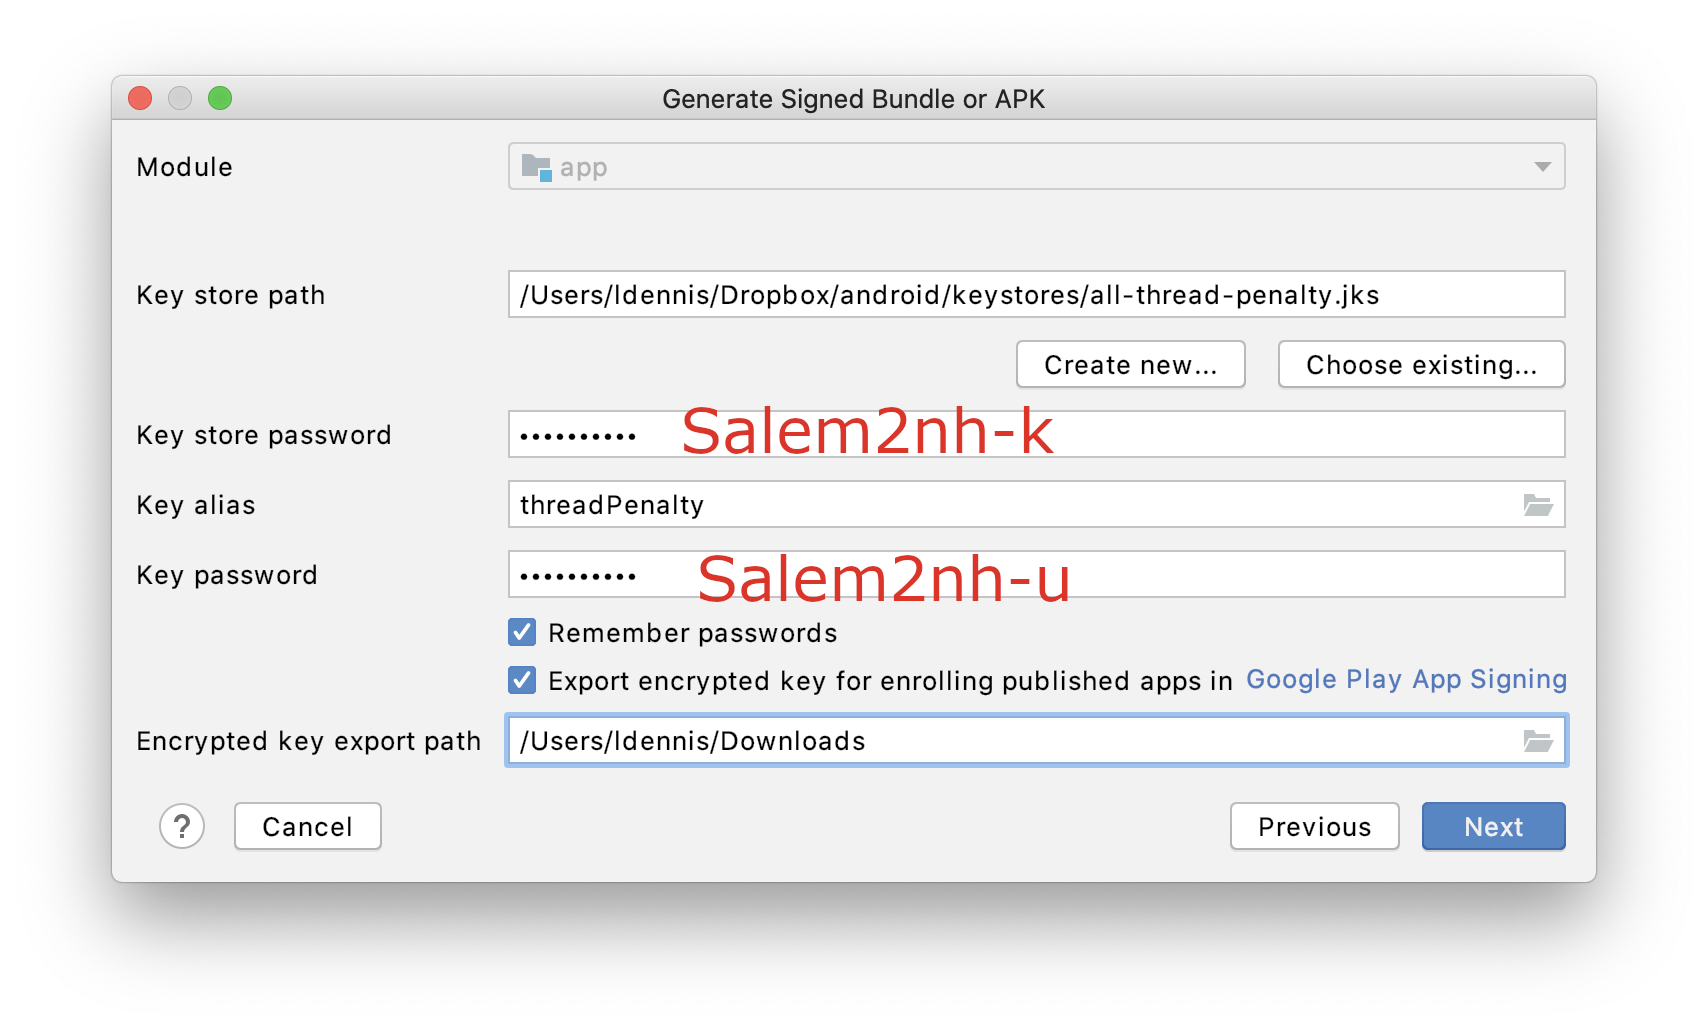 Generate Signed Bundle or APK
Module
app
Key store path
/Users/ldennis/Dropbox/android/keystores/all-thread-penalty.jks
Create new...
Choose existing...
Key store password
•••••••••• Salem2nh-k
Key alias
threadPenalty
Key password
•••••••••• Salem2nh-u
Remember passwords
Export encrypted key for enrolling published apps in Google Play App Signing
Encrypted key export path
/Users/ldennis/Downloads
?
Cancel
Previous
Next